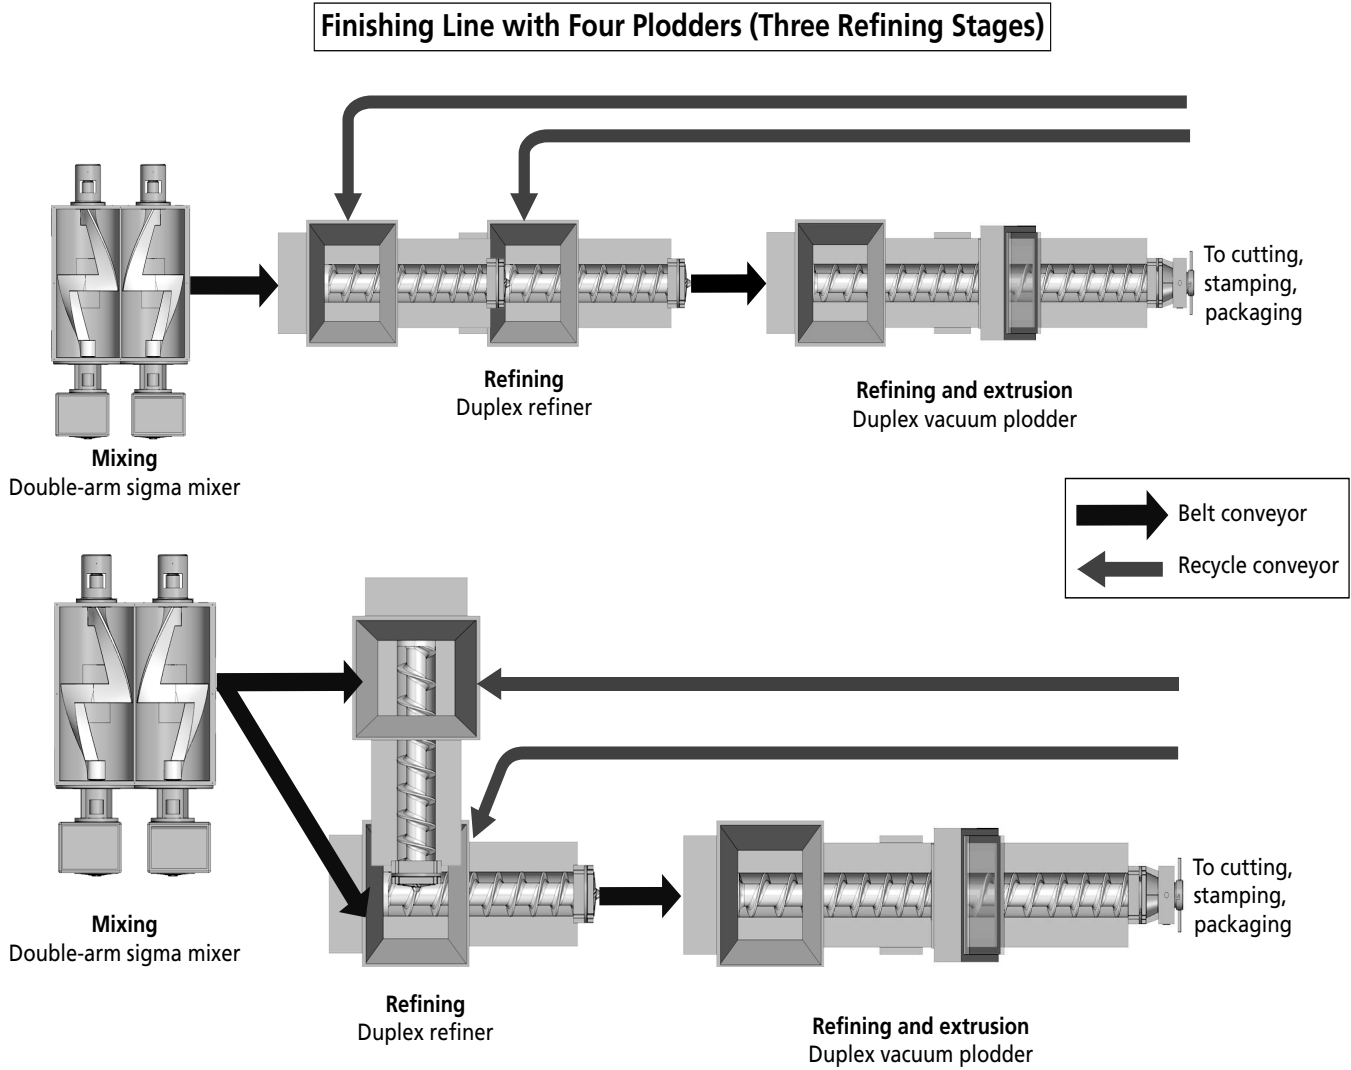 Finishing Line with Four Plodders (Three Refining Stages)
To cutting,
stamping,
packaging
Refining
Duplex refiner
Refining and extrusion
Duplex vacuum plodder
Mixing
Double-arm sigma mixer
Belt conveyor
Recycle conveyor
To cutting,
stamping,
packaging
Mixing
Double-arm sigma mixer
Refining
Duplex refiner
Refining and extrusion
Duplex vacuum plodder